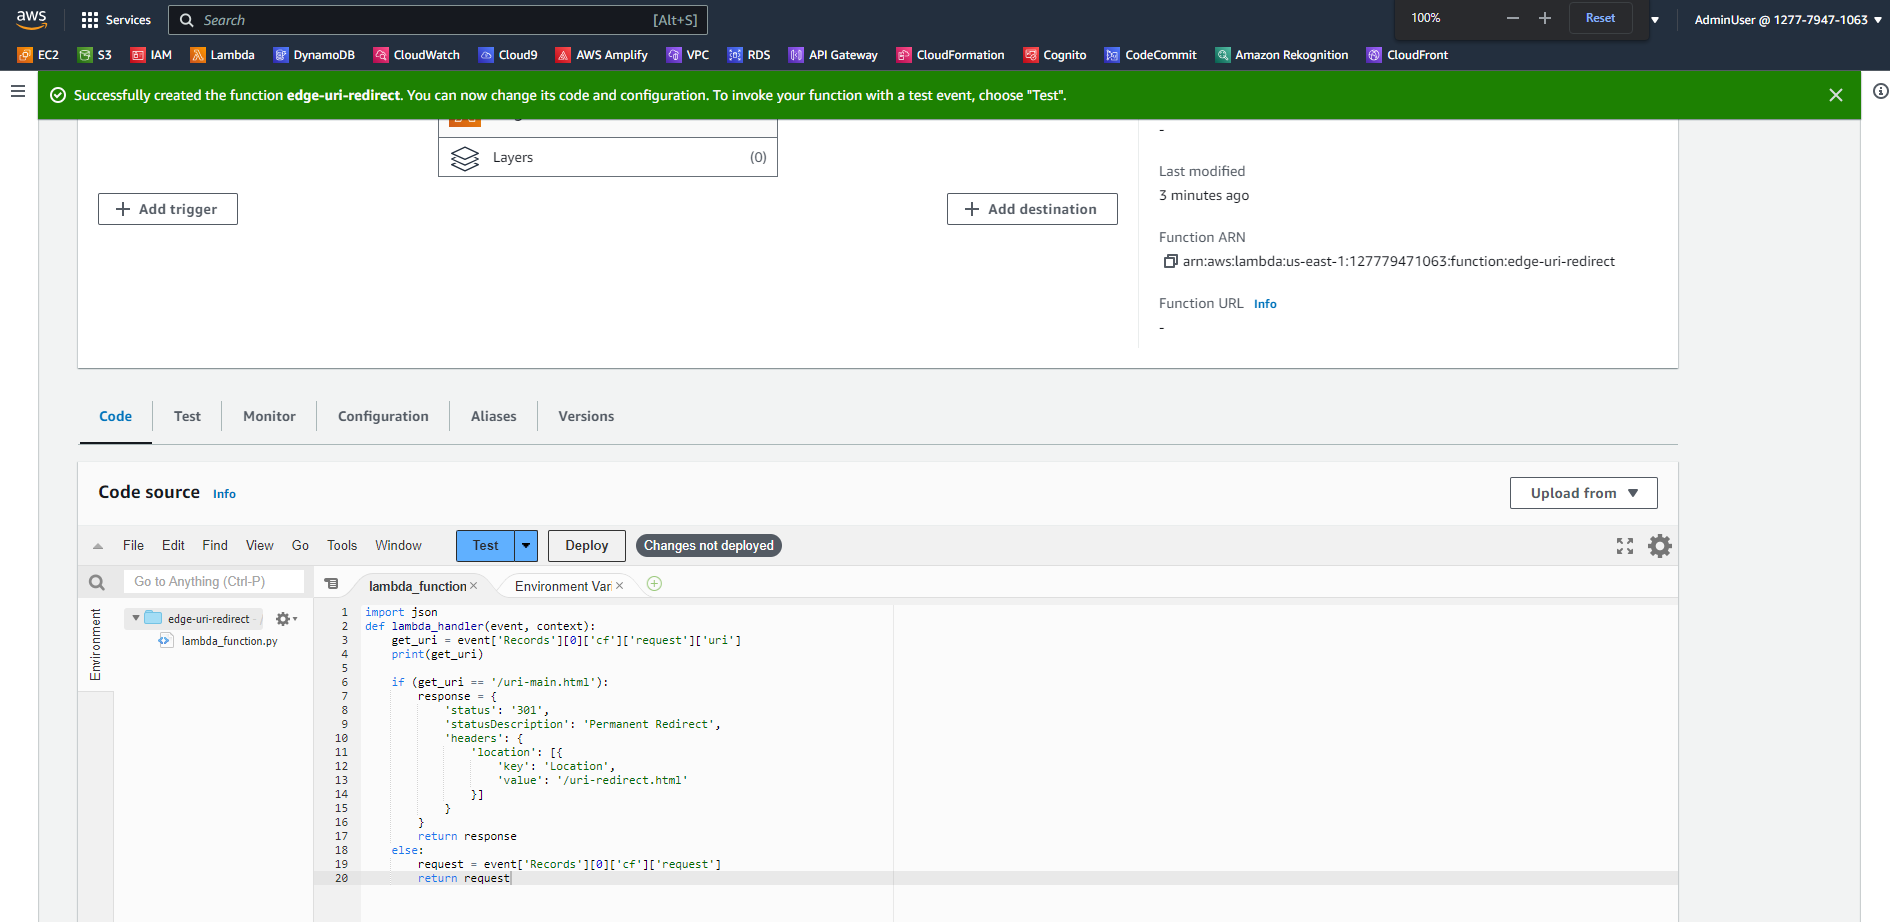 aws
Services
Search
[Alt+S]
100%
Reset
AdminUser @ 1277-7947-1063
EC2
S3
IAM
Lambda
DynamoDB
CloudWatch
Cloud9
AWS Amplify
VPC
RDS
API Gateway
CloudFormation
Cognito
CodeCommit
Amazon Rekognition
CloudFront
Successfully created the function edge-uri-redirect. You can now change its code and configuration. To invoke your function with a test event, choose "Test".
Layers
(0)
Add trigger
Add destination
-
Last modified
3 minutes ago
Function ARN
arn:aws:lambda:us-east-1:127779471063:function:edge-uri-redirect
Function URL Info
-
Code
Test
Monitor
Configuration
Aliases
Versions
Code source Info
Upload from
File
Edit
Find
View
Go
Tools
Window
Test
Deploy
Changes not deployed
Go to Anything (Ctrl-P)
lambda_function
Environment Var
Environment
edge-uri-redirect - /
lambda_function.py
1 import json
2 def lambda_handler(event, context):
3     get_uri = event['Records'][0]['cf']['request']['uri']
4     print(get_uri)
5
6     if (get_uri == '/uri-main.html'):
7         response = {
8             'status': '301',
9             'statusDescription': 'Permanent Redirect',
10             'headers': {
11                 'location': [{
12                     'key': 'Location',
13                     'value': '/uri-redirect.html'
14                 }]
15             }
16         }
17         return response
18     else:
19         request = event['Records'][0]['cf']['request']
20         return request